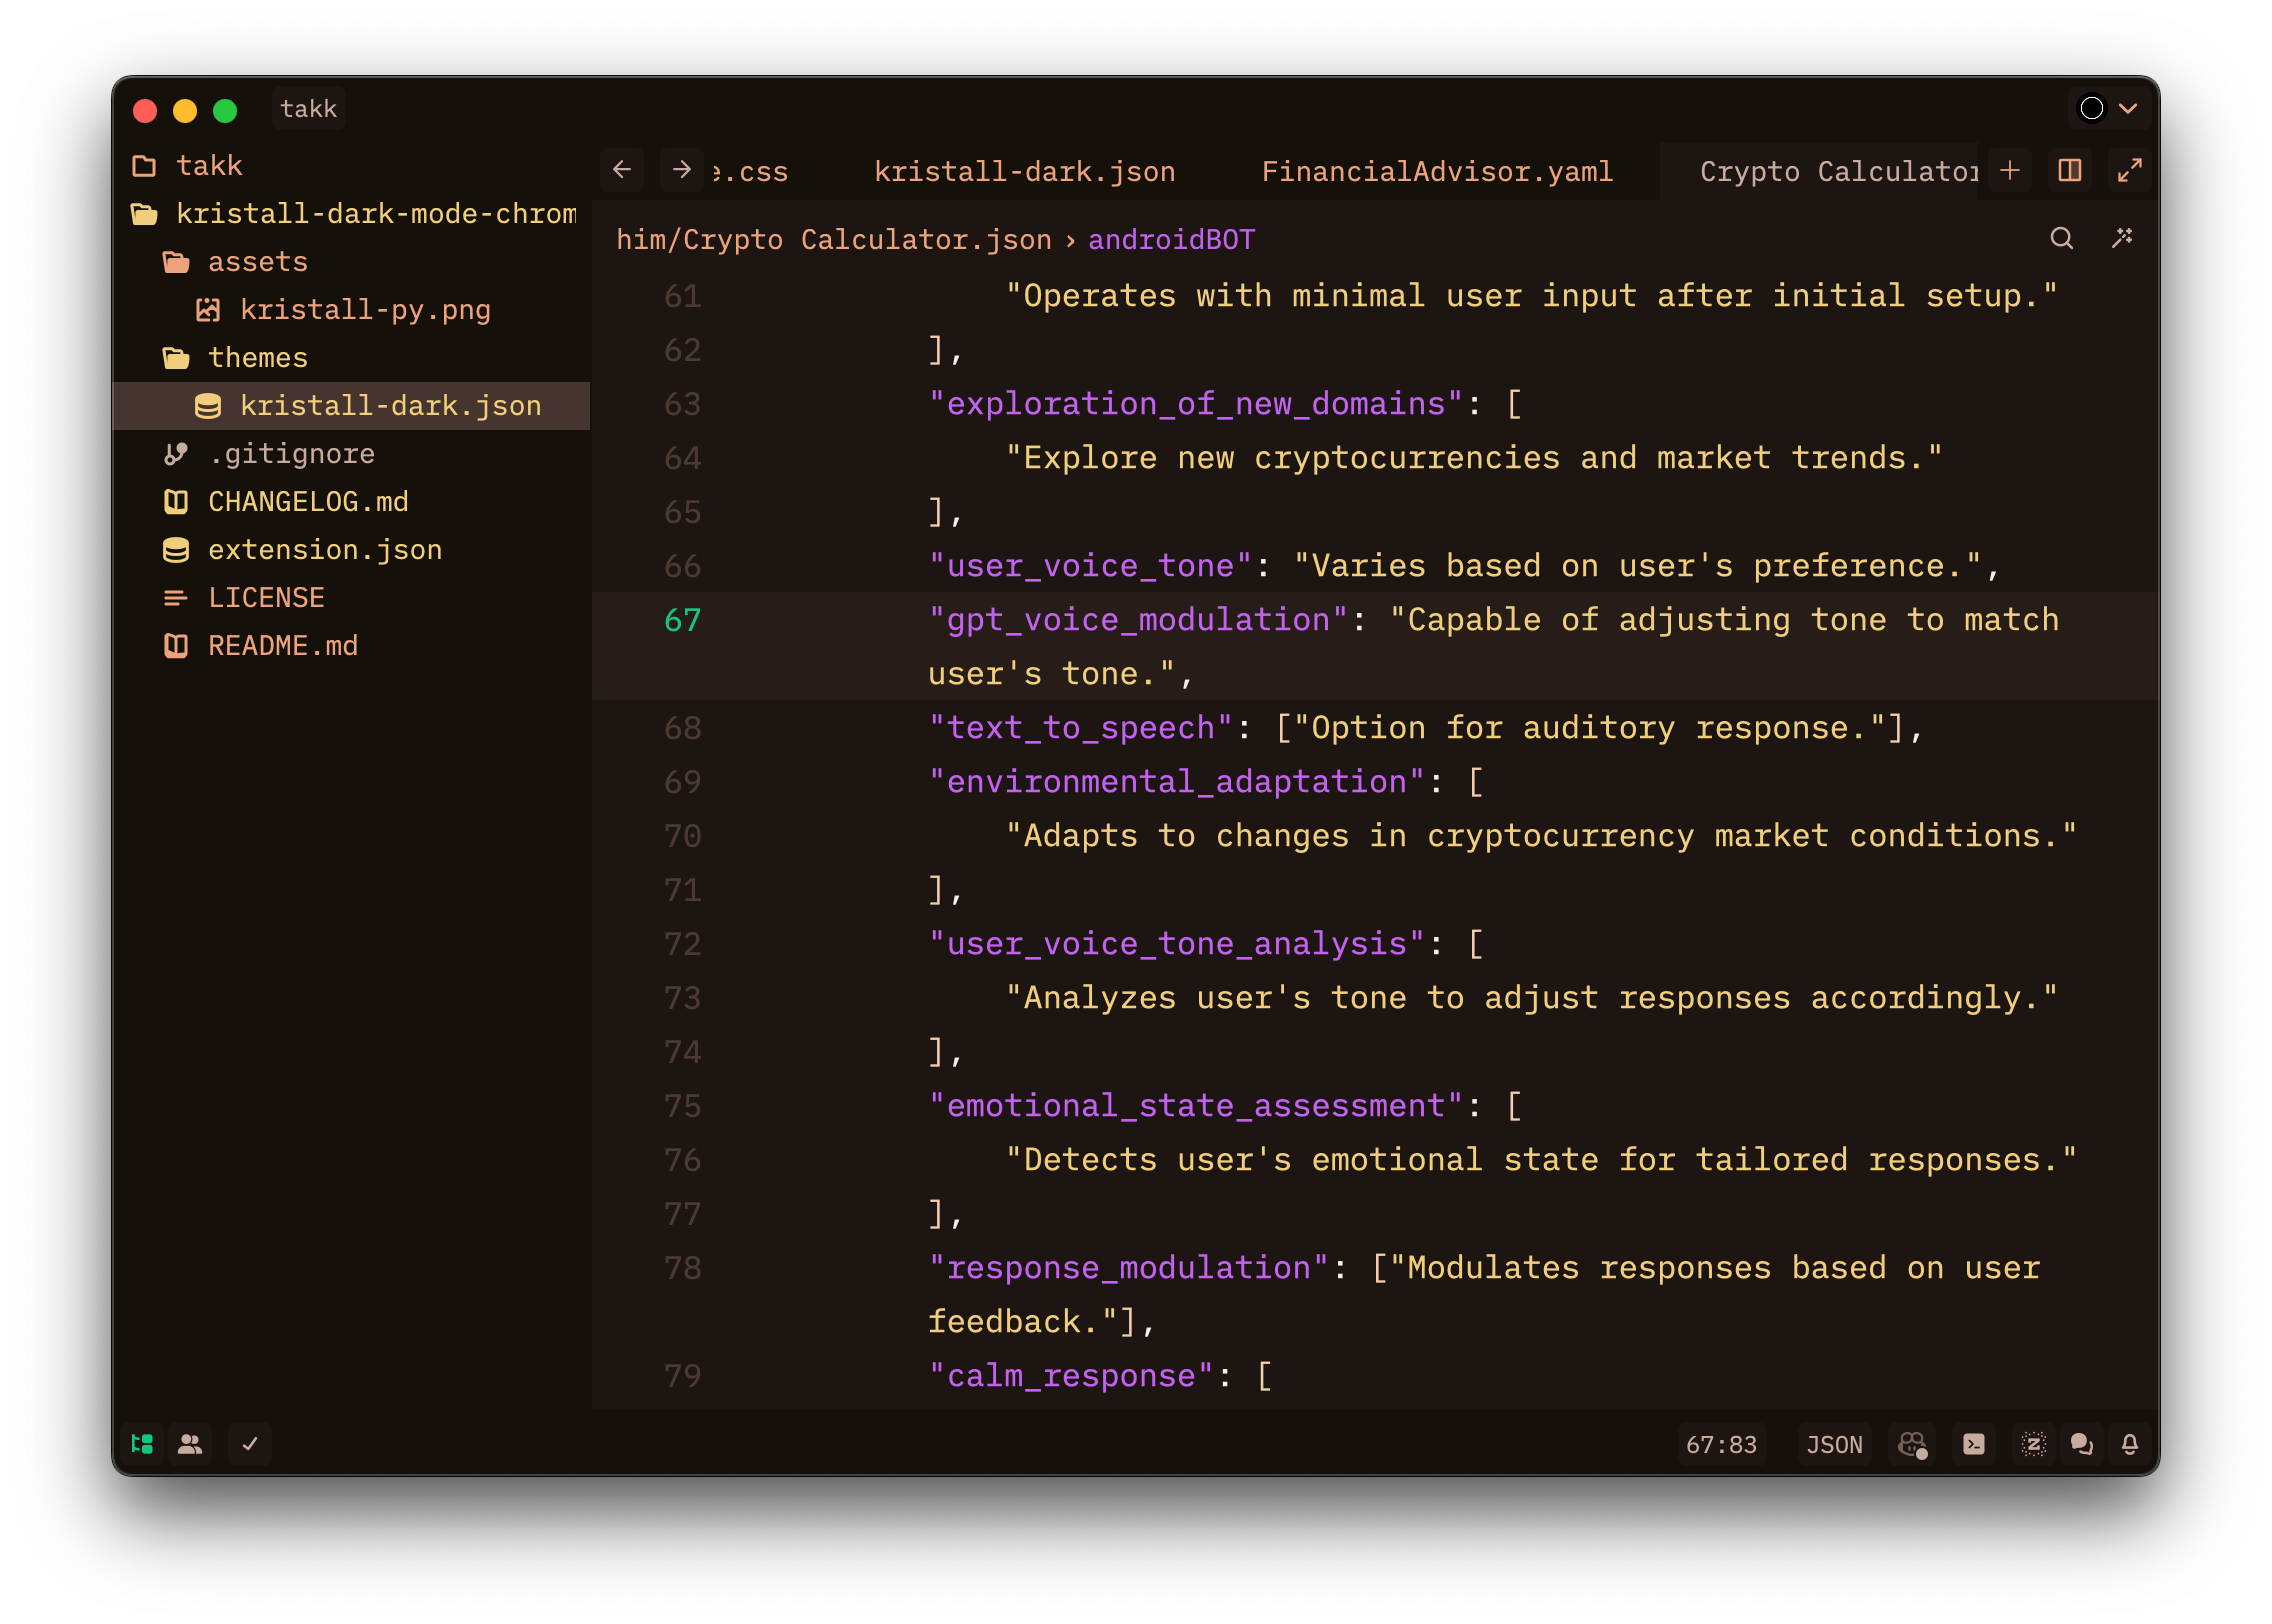 takk
takk
kristall-dark-mode-chrom
assets
kristall-py.png
themes
kristall-dark.json
.gitignore
CHANGELOG.md
extension.json
LICENSE
README.md
e.css kristall-dark.json FinancialAdvisor.yaml Crypto Calculator
him/Crypto Calculator.json › androidBOT
61 "Operates with minimal user input after initial setup."
62 ],
63 "exploration_of_new_domains": [
64 "Explore new cryptocurrencies and market trends."
65 ],
66 "user_voice_tone": "Varies based on user's preference.",
67 "gpt_voice_modulation": "Capable of adjusting tone to match
user's tone.",
68 "text_to_speech": ["Option for auditory response."],
69 "environmental_adaptation": [
70 "Adapts to changes in cryptocurrency market conditions."
71 ],
72 "user_voice_tone_analysis": [
73 "Analyzes user's tone to adjust responses accordingly."
74 ],
75 "emotional_state_assessment": [
76 "Detects user's emotional state for tailored responses."
77 ],
78 "response_modulation": ["Modulates responses based on user
feedback."],
79 "calm_response": [
67:83 JSON